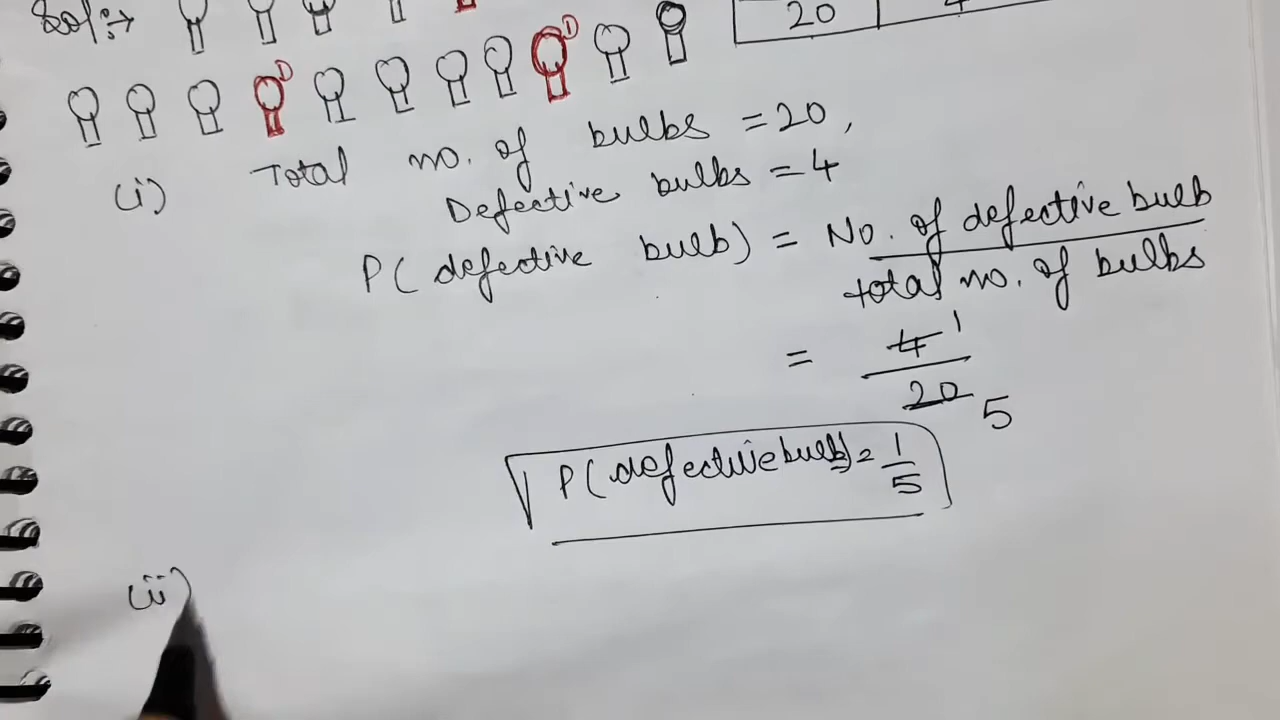 Sol:→
20 4
D
D
(i) Total no. of bulbs = 20,
Defective bulbs = 4
P( defective bulb) = No. of defective bulb
total no. of bulbs
= 4 1
20 5
P( defective bulb) = 1
5
(ii)